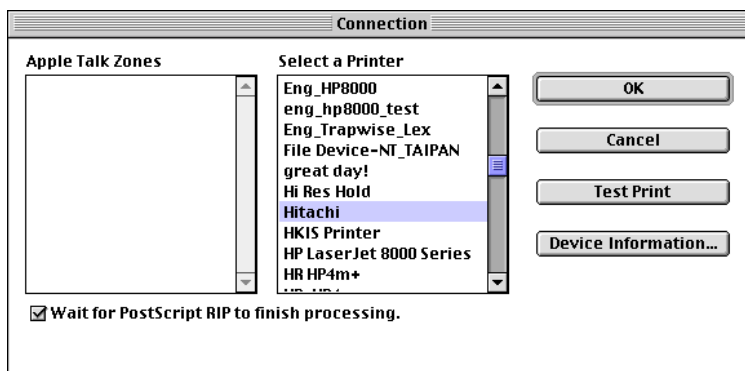 Connection
Apple Talk Zones
Select a Printer
Eng_HP8000
eng_hp8000_test
Eng_Trapwise_Lex
File Device-NT_TAIPAN
great day!
Hi Res Hold
Hitachi
HKIS Printer
HP LaserJet 8000 Series
HR HP4m+
OK
Cancel
Test Print
Device Information...
Wait for PostScript RIP to finish processing.